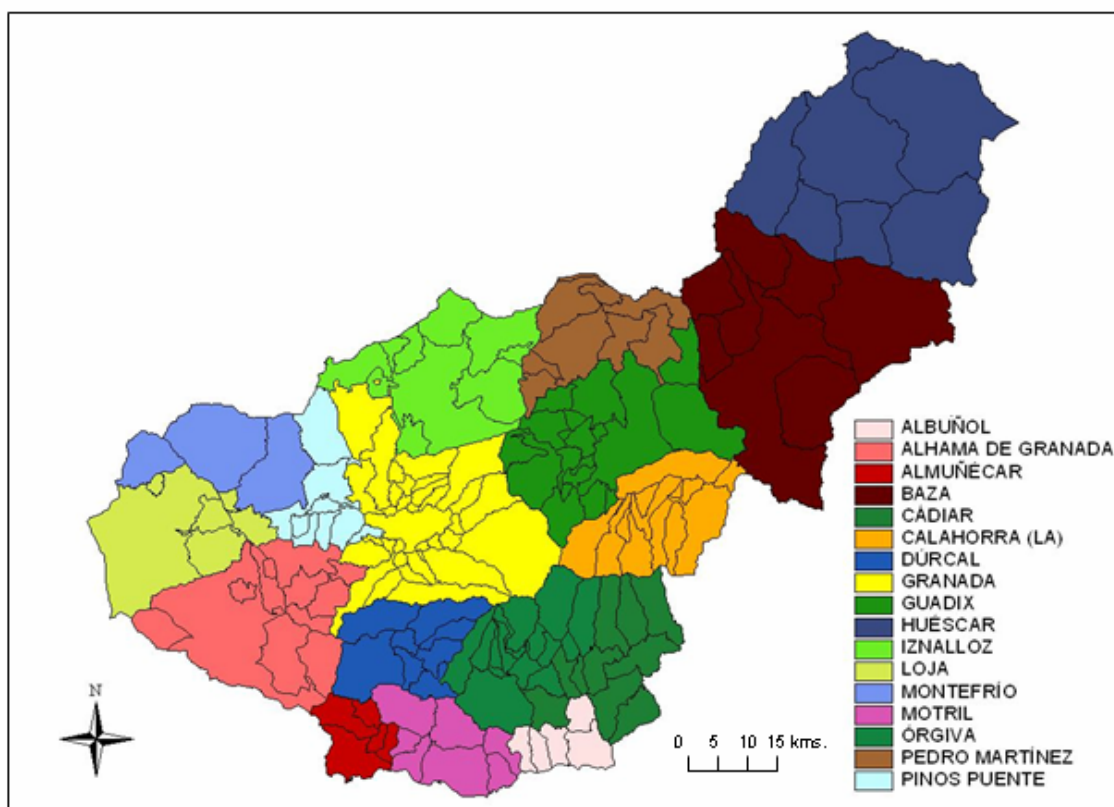 ALBUÑOL
ALHAMA DE GRANADA
ALMUÑÉCAR
BAZA
CÁDIAR
CALAHORRA (LA)
DÚRCAL
GRANADA
GUADIX
HUÉSCAR
IZNALLOZ
LOJA
MONTEFRÍO
MOTRIL
ÓRGIVA
PEDRO MARTÍNEZ
PINOS PUENTE
N
0 5 10 15 kms.